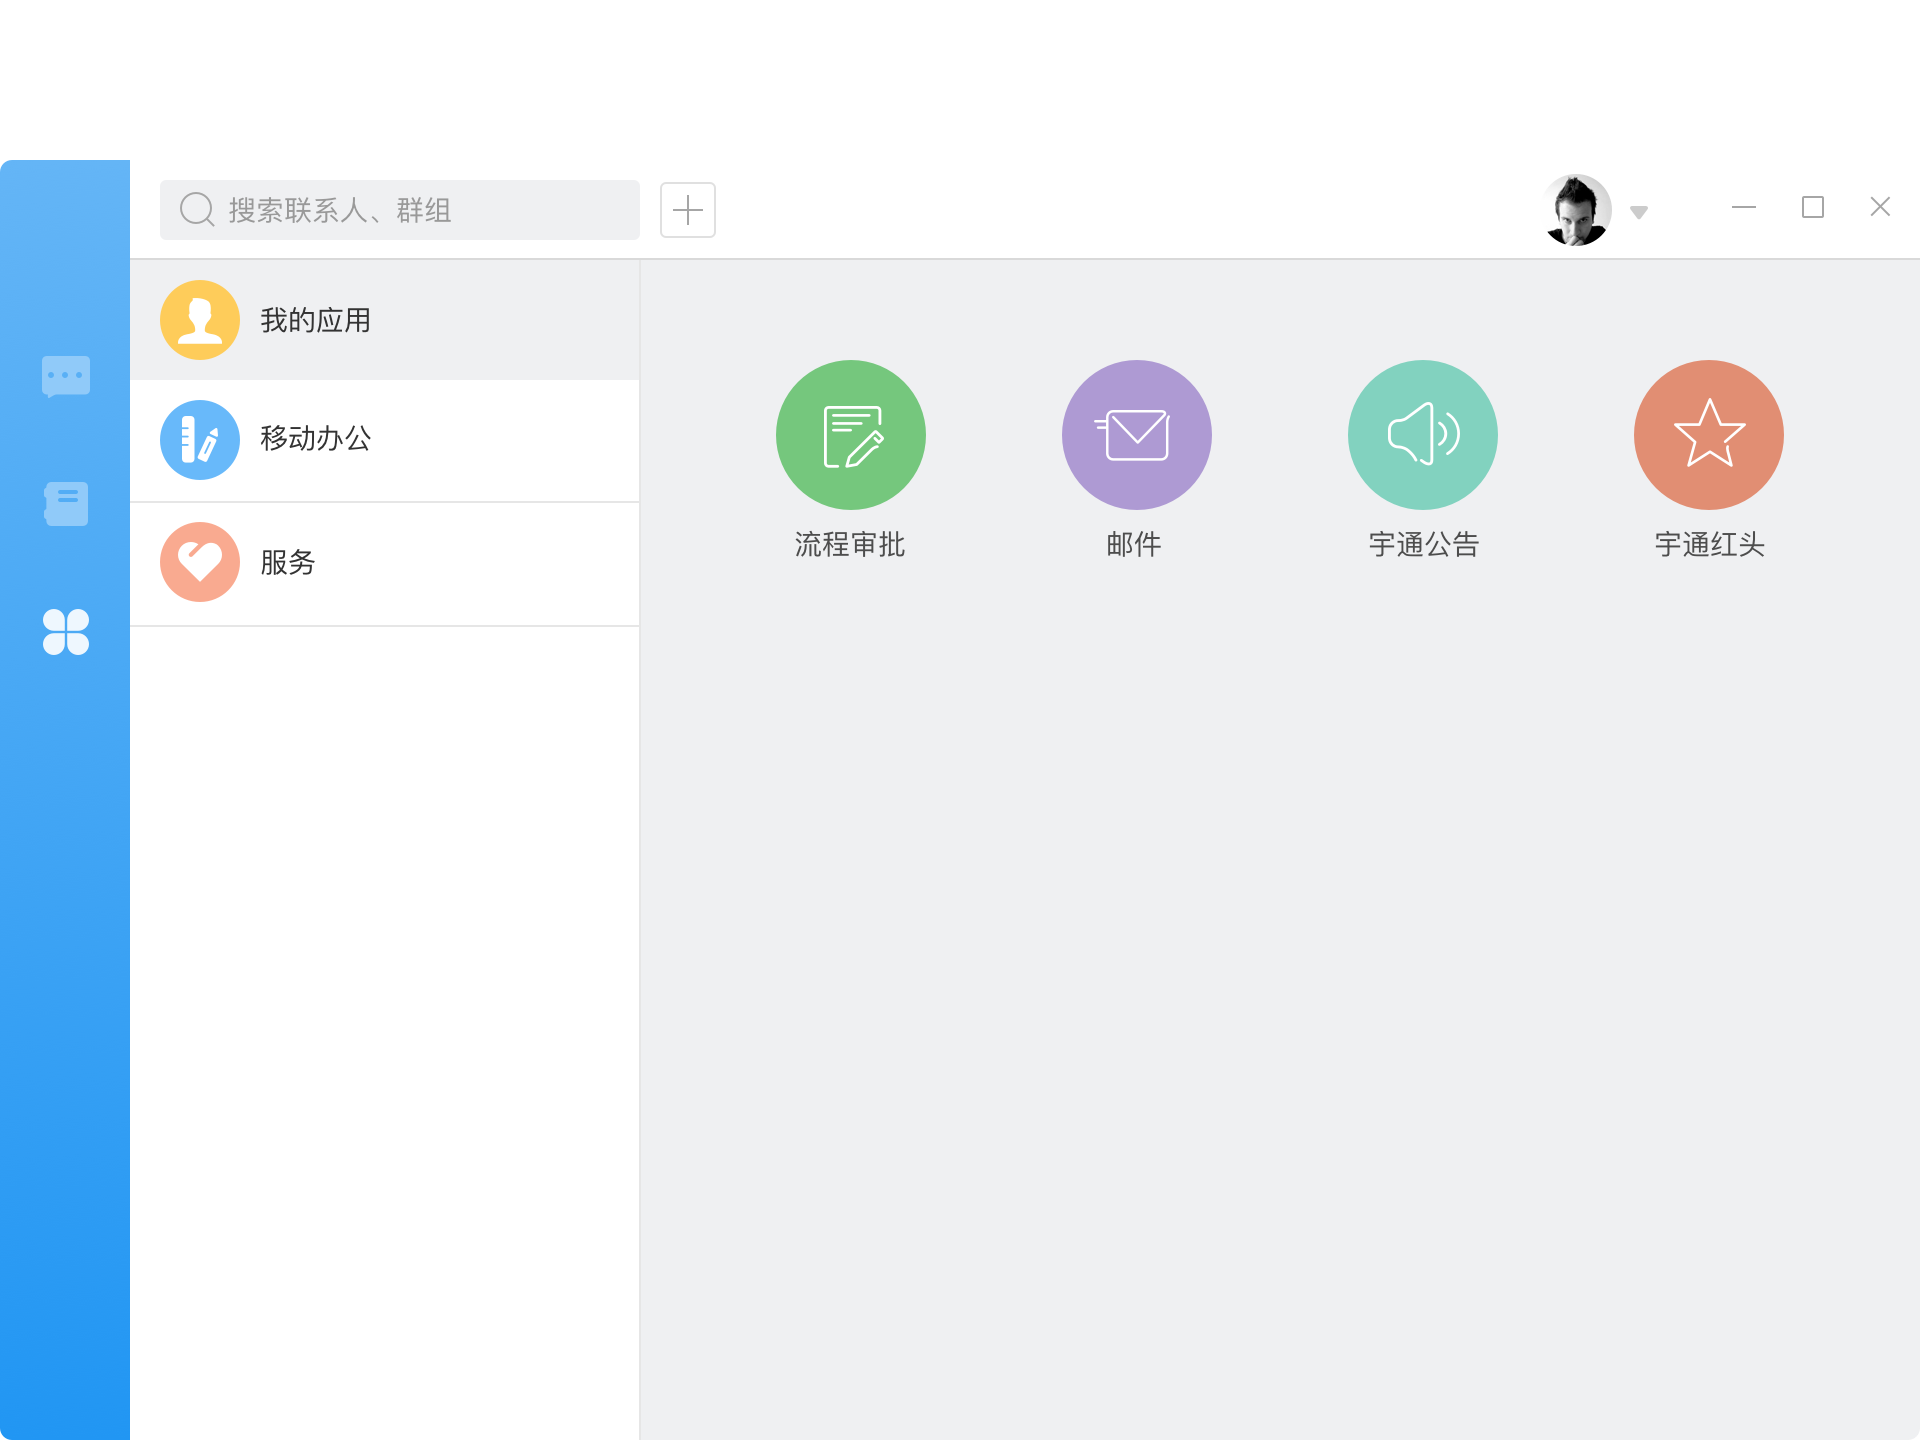 搜索联系人、群组
我的应用
移动办公
服务
流程审批
邮件
宇通公告
宇通红头